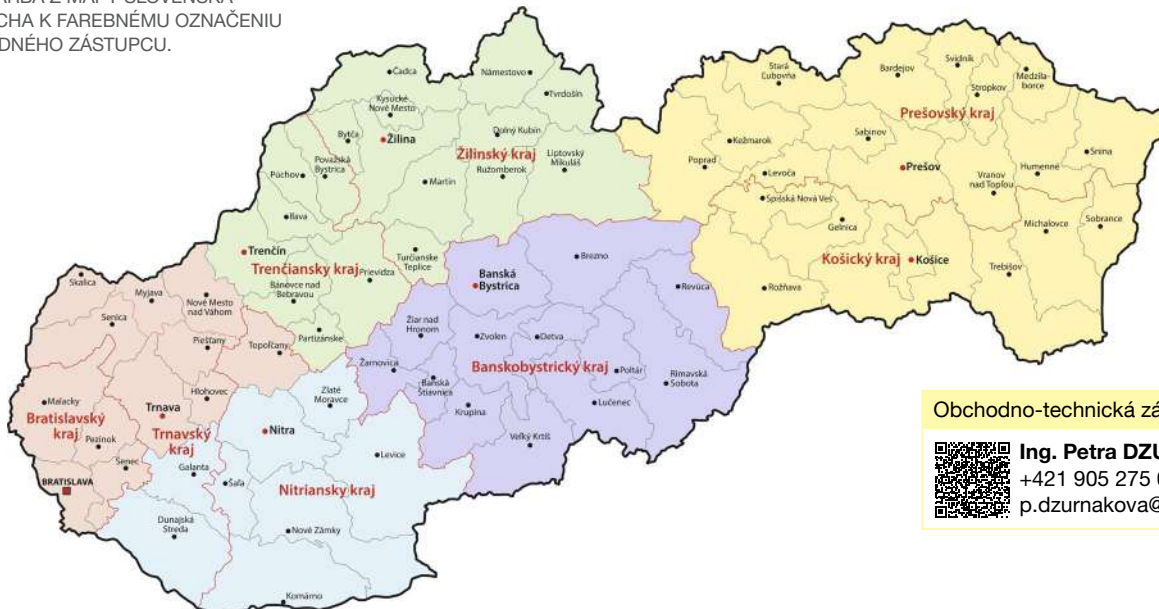 ARBA Z MAPY SLOVENSKA
CHA K FAREBNÉMU OZNAČENIU
DNÉHO ZÁSTUPCU.
Čadca
Námestovo
Tvrdošín
Kysucké
Nové Mesto
Bytča
Žilina
Dolný Kubín
Žilinský kraj
Liptovský
Mikuláš
Ružomberok
Martin
Považská
Bystrica
Púchov
Ilava
Trenčín
Trenčiansky kraj
Turčianske
Teplice
Prievidza
Bánovce nad
Bebravou
Partizánske
Stará
Ľubovňa
Bardejov
Svidník
Stropkov
Medzila-
borce
Prešovský kraj
Kežmarok
Sabinov
Poprad
Levoča
Prešov
Snina
Humenné
Vranov
nad Topľou
Spišská Nová Ves
Gelnica
Michalovce
Sobrance
Košický kraj
Košice
Trebišov
Rožňava
Banská
Bystrica
Brezno
Revúca
Žiar nad
Hronom
Zvolen
Detva
Žarnovica
Banskobystrický kraj
Banská
Štiavnica
Poltár
Rimavská
Sobota
Krupina
Lučenec
Veľký Krtíš
Skalica
Myjava
Nové Mesto
nad Váhom
Senica
Piešťany
Topoľčany
Hlohovec
Malacky
Trnava
Bratislavský
kraj
Trnavský
kraj
Pezinok
Senec
BRATISLAVA
Zlaté
Moravce
Nitra
Galanta
Šaľa
Levice
Nitriansky kraj
Dunajská
Streda
Nové Zámky
Komárno
Obchodno-technická zá
Ing. Petra DZU
+421 905 275
p.dzurnakova@